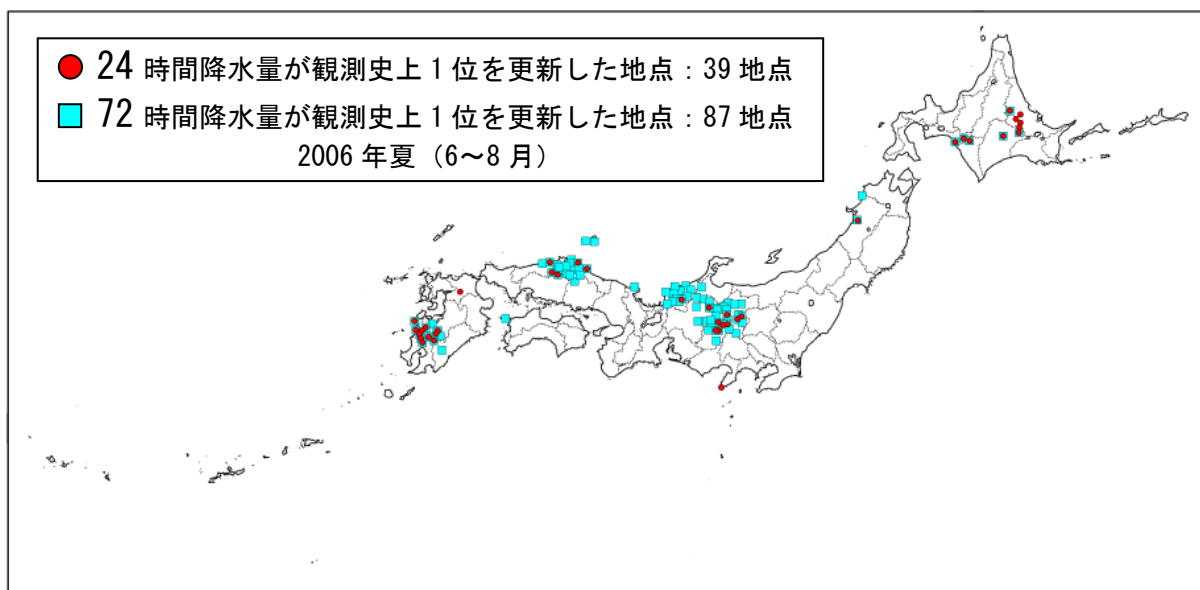 24 時間降水量が観測史上 1 位を更新した地点：39 地点
72 時間降水量が観測史上 1 位を更新した地点：87 地点
2006 年夏（6～8 月）